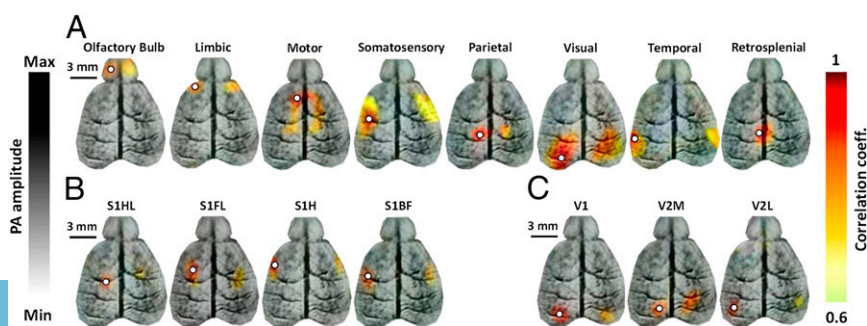 A
Olfactory Bulb Limbic Motor Somatosensory Parietal Visual Temporal Retrosplenial
Max
3 mm
1
PA amplitude
Correlation coeff.
B
S1HL S1FL S1H S1BF
3 mm
C
V1 V2M V2L
3 mm
Min
0.6